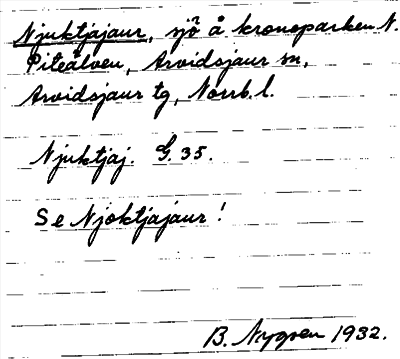 Njuktjajaur, sjö å kronoparken N.
Piteälven, Arvidsjaur sn,
Arvidsjaur tg, Norrb. l.
Njuktjaj. G. 35.
Se Njoktjajaur!
B. Nygren 1932.